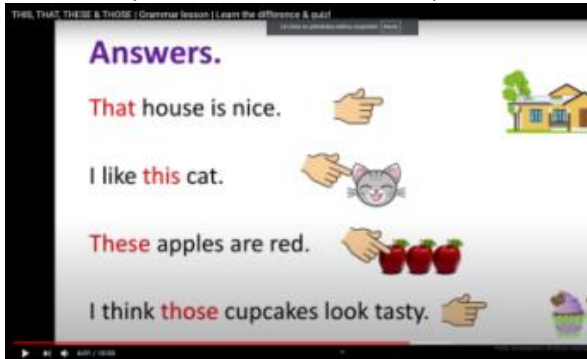 THIS, THAT, THESE & THOSE | Grammar lesson | Learn the difference & quiz!
Answers.
That house is nice.
I like this cat.
These apples are red.
I think those cupcakes look tasty.